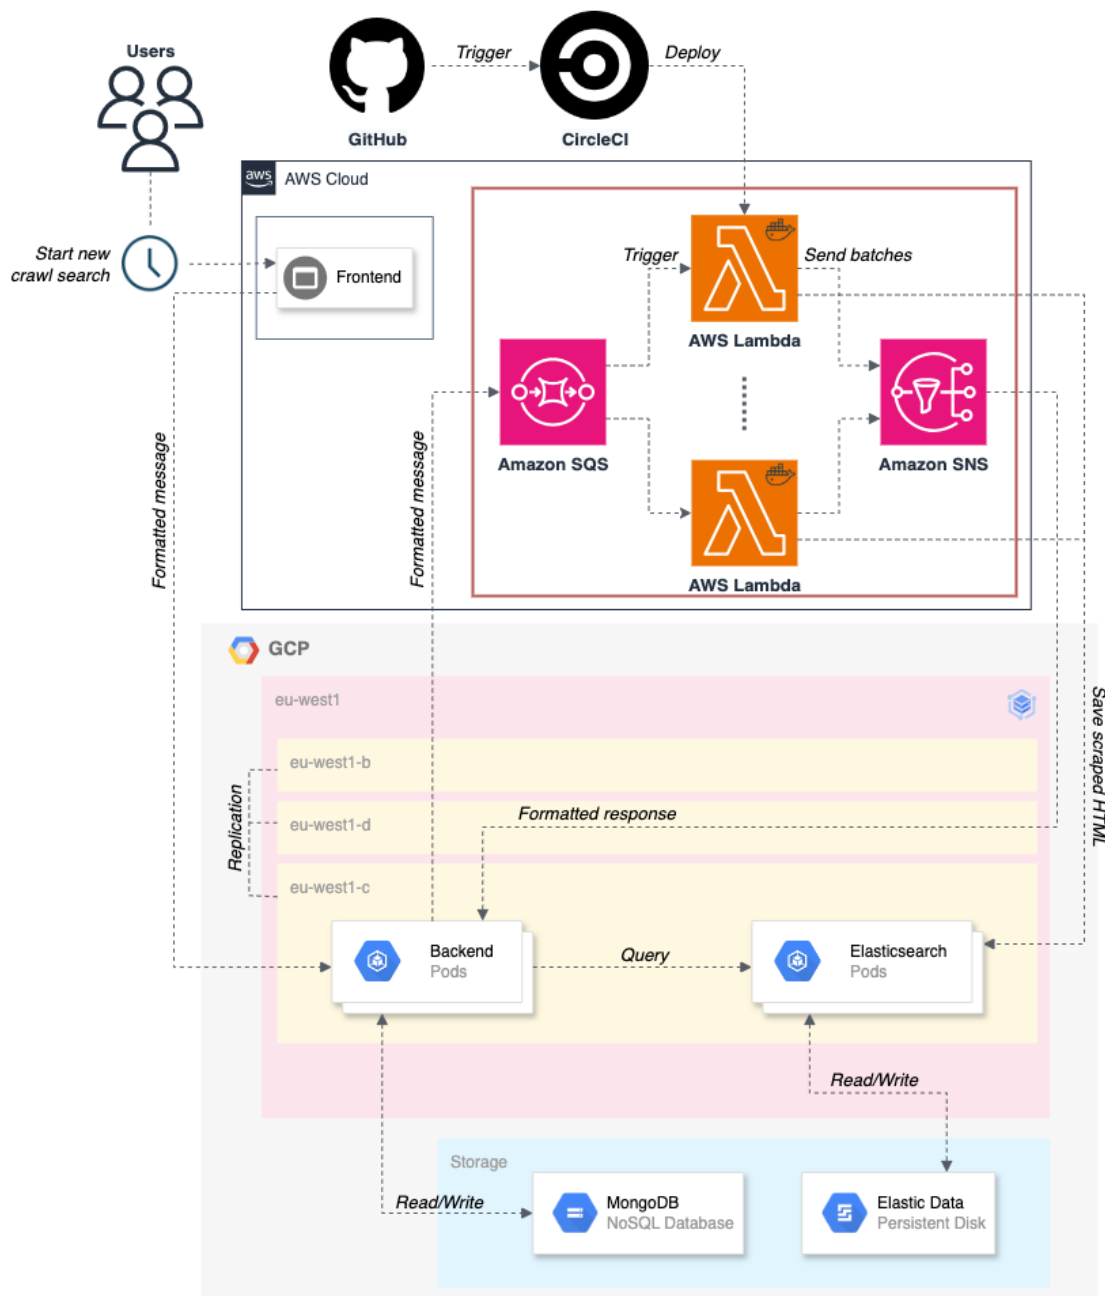 Users
GitHub
Trigger
CircleCI
Deploy
aws
AWS Cloud
Start new
crawl search
Frontend
Trigger
Send batches
AWS Lambda
Amazon SQS
Amazon SNS
AWS Lambda
Formatted message
Formatted message
Save scraped HTML
GCP
eu-west1
eu-west1-b
eu-west1-d
eu-west1-c
Replication
Formatted response
Backend
Pods
Query
Elasticsearch
Pods
Read/Write
Storage
Read/Write
MongoDB
NoSQL Database
Elastic Data
Persistent Disk